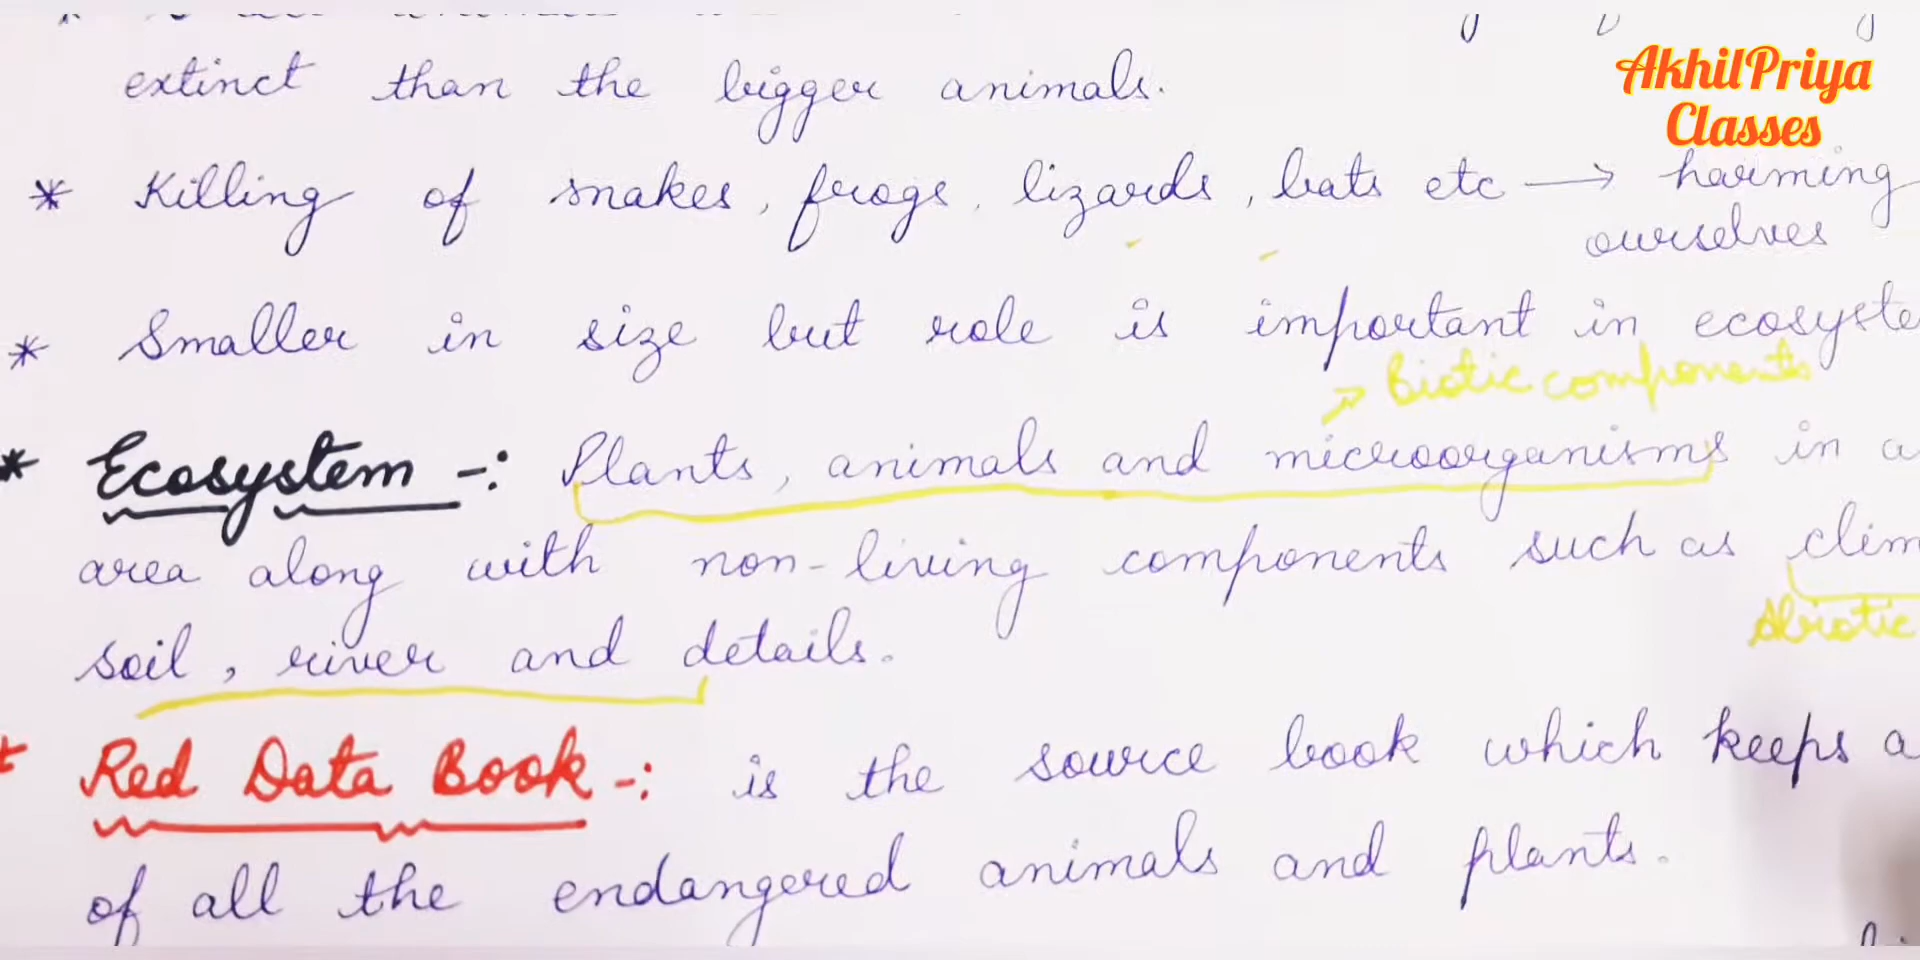 extinct than the bigger animals.
AkhilPriya
Classes
* Killing of snakes, frogs, lizards, bats etc → harming
ourselves
* Smaller in size but role is important in ecosyste
→ Biotic components
* Ecosystem -: Plants, animals and microorganisms in a
area along with non-living components such as clim
Abiotic
soil, river and details.
* Red Data Book -: is the source book which keeps a
of all the endangered animals and plants.